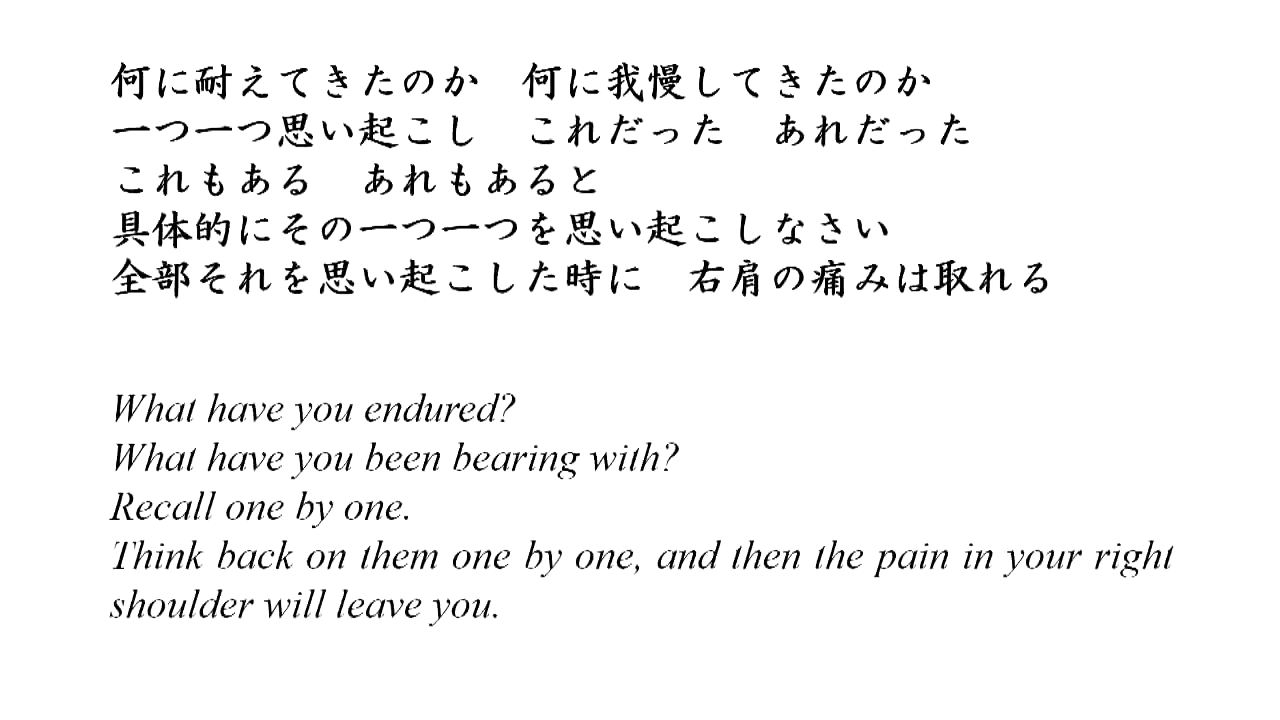 何に耐えてきたのか　何に我慢してきたのか
一つ一つ思い起こし　これだった　あれだった
これもある　あれもあると
具体的にその一つ一つを思い起こしなさい
全部それを思い起こした時に　右肩の痛みは取れる
What have you endured?
What have you been bearing with?
Recall one by one.
Think back on them one by one, and then the pain in your right
shoulder will leave you.